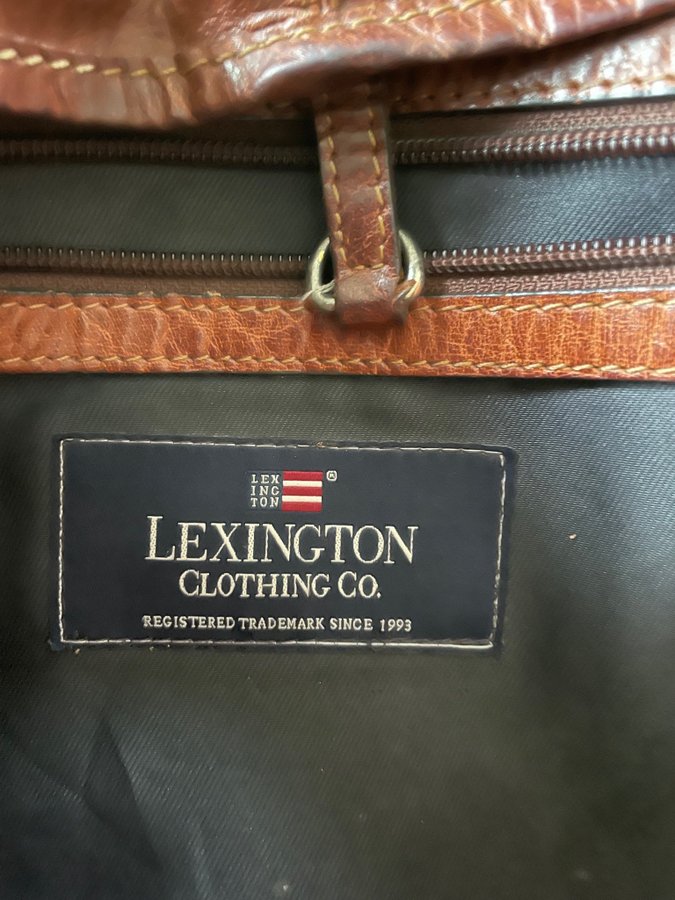 LEX
ING
TON
®
LEXINGTON
CLOTHING CO.
REGISTERED TRADEMARK SINCE 1993